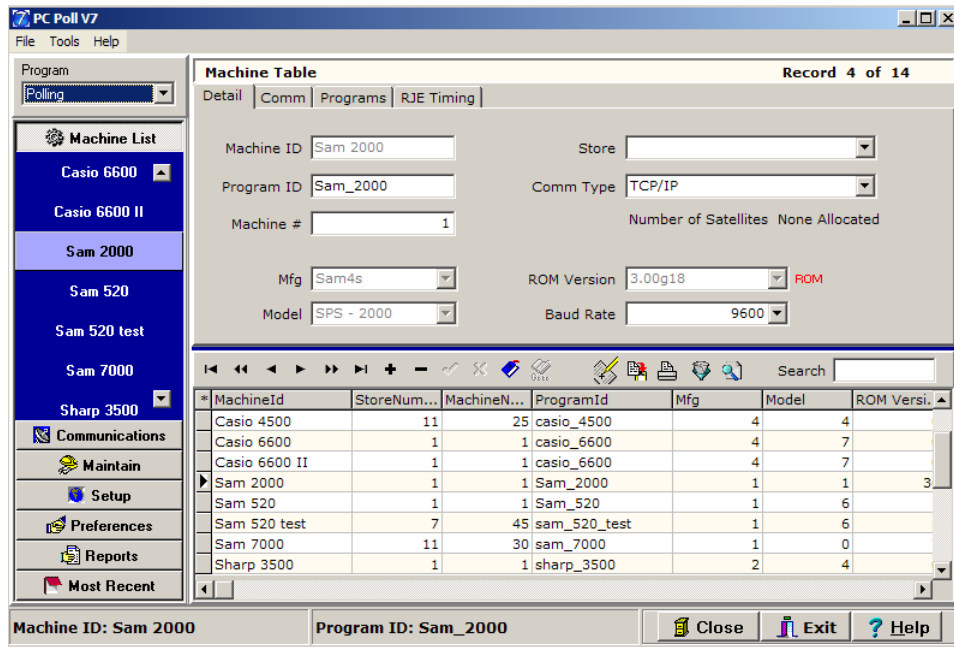 PC Poll V7
File Tools Help
Program
Polling
Machine List
Casio 6600
Casio 6600 II
Sam 2000
Sam 520
Sam 520 test
Sam 7000
Sharp 3500
Communications
Maintain
Setup
Preferences
Reports
Most Recent
Machine Table Record 4 of 14
Detail Comm Programs RJE Timing
Machine ID Sam 2000 Store
Program ID Sam_2000 Comm Type TCP/IP
Machine # 1 Number of Satellites None Allocated
Mfg Sam4s ROM Version 3.00g18 ROM
Model SPS - 2000 Baud Rate 9600
Search
* MachineId StoreNum... MachineN... ProgramId Mfg Model ROM Versi.
Casio 4500 11 25 casio_4500 4 4
Casio 6600 1 1 casio_6600 4 7
Casio 6600 II 1 1 casio_6600 4 7
Sam 2000 1 1 Sam_2000 1 1 3.
Sam 520 1 1 Sam_520 1 6
Sam 520 test 7 45 sam_520_test 1 6
Sam 7000 11 30 sam_7000 1 0
Sharp 3500 1 1 sharp_3500 2 4
Machine ID: Sam 2000 Program ID: Sam_2000 Close Exit Help